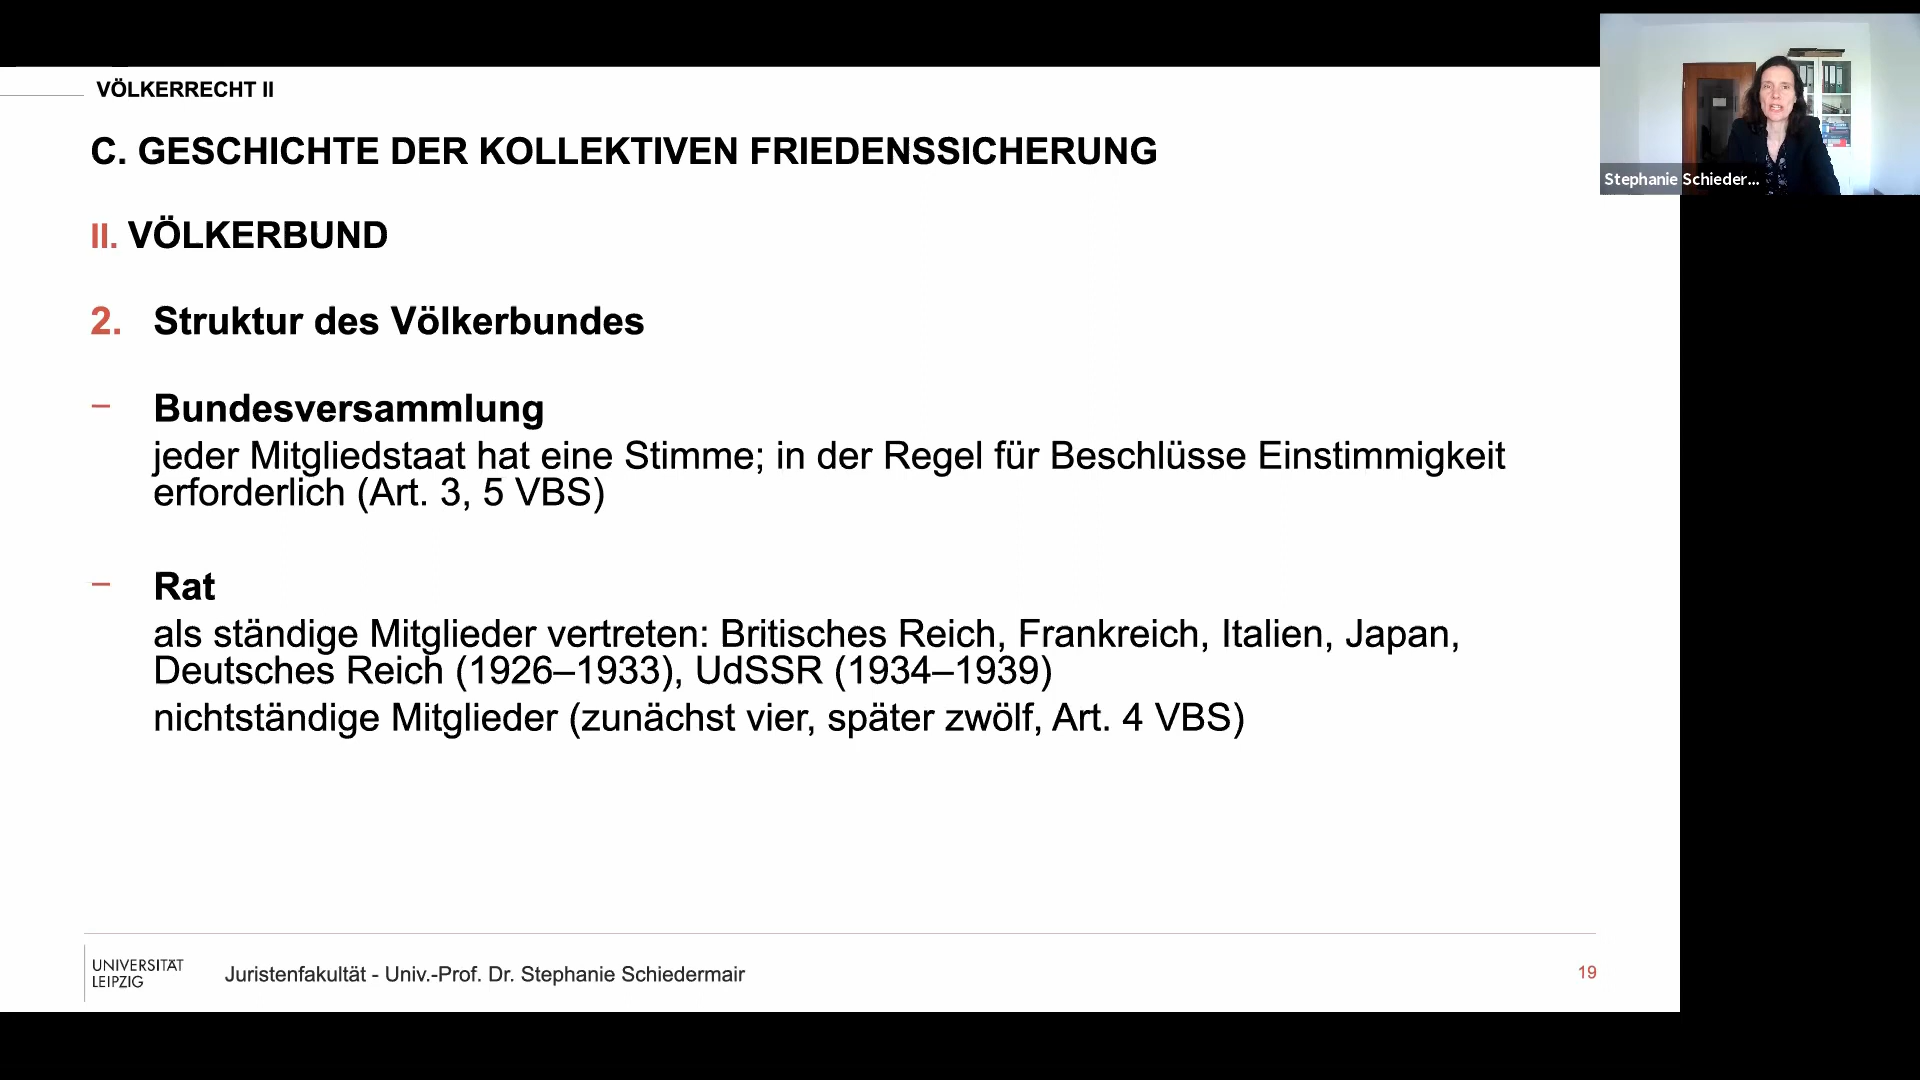 VÖLKERRECHT II
C. GESCHICHTE DER KOLLEKTIVEN FRIEDENSSICHERUNG
II. VÖLKERBUND
2. Struktur des Völkerbundes
– Bundesversammlung
jeder Mitgliedstaat hat eine Stimme; in der Regel für Beschlüsse Einstimmigkeit
erforderlich (Art. 3, 5 VBS)
– Rat
als ständige Mitglieder vertreten: Britisches Reich, Frankreich, Italien, Japan,
Deutsches Reich (1926–1933), UdSSR (1934–1939)
nichtständige Mitglieder (zunächst vier, später zwölf, Art. 4 VBS)
UNIVERSITÄT
LEIPZIG
Juristenfakultät - Univ.-Prof. Dr. Stephanie Schiedermair
19
Stephanie Schieder...